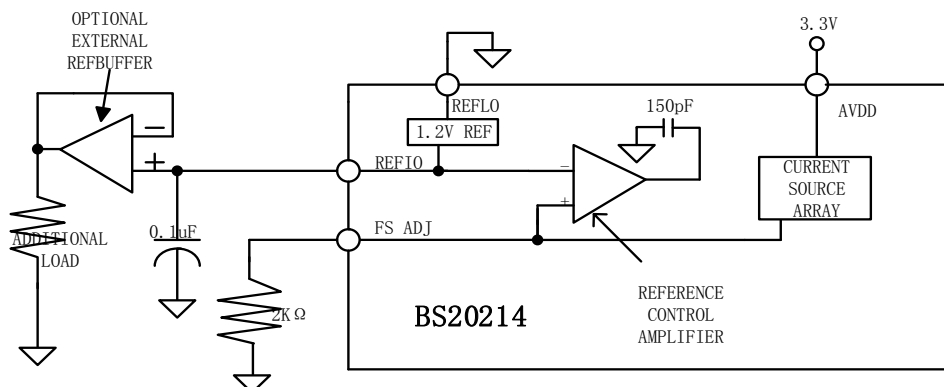 OPTIONAL
EXTERNAL
REFBUFFER
3.3V
REFLO
150pF
AVDD
1.2V REF
REFIO
CURRENT
SOURCE
ARRAY
FS ADJ
ADDITIONAL
LOAD
0.1uF
2KΩ
BS20214
REFERENCE
CONTROL
AMPLIFIER
−
+
−
+